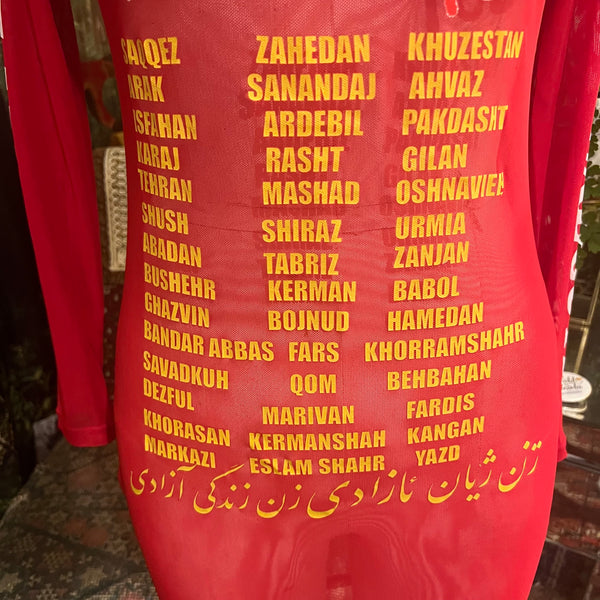 SAQQEZ ZAHEDAN KHUZESTAN
ARAK SANANDAJ AHVAZ
ISFAHAN ARDEBIL PAKDASHT
KARAJ RASHT GILAN
TEHRAN MASHAD OSHNAVIEH
SHUSH SHIRAZ URMIA
ABADAN TABRIZ ZANJAN
BUSHEHR KERMAN BABOL
GHAZVIN BOJNUD HAMEDAN
BANDAR ABBAS FARS KHORRAMSHAHR
SAVADKUH QOM BEHBAHAN
DEZFUL MARIVAN FARDIS
KHORASAN KERMANSHAH KANGAN
MARKAZI ESLAM SHAHR YAZD
ژن ژیان ئازادی زن زندگی آزادی